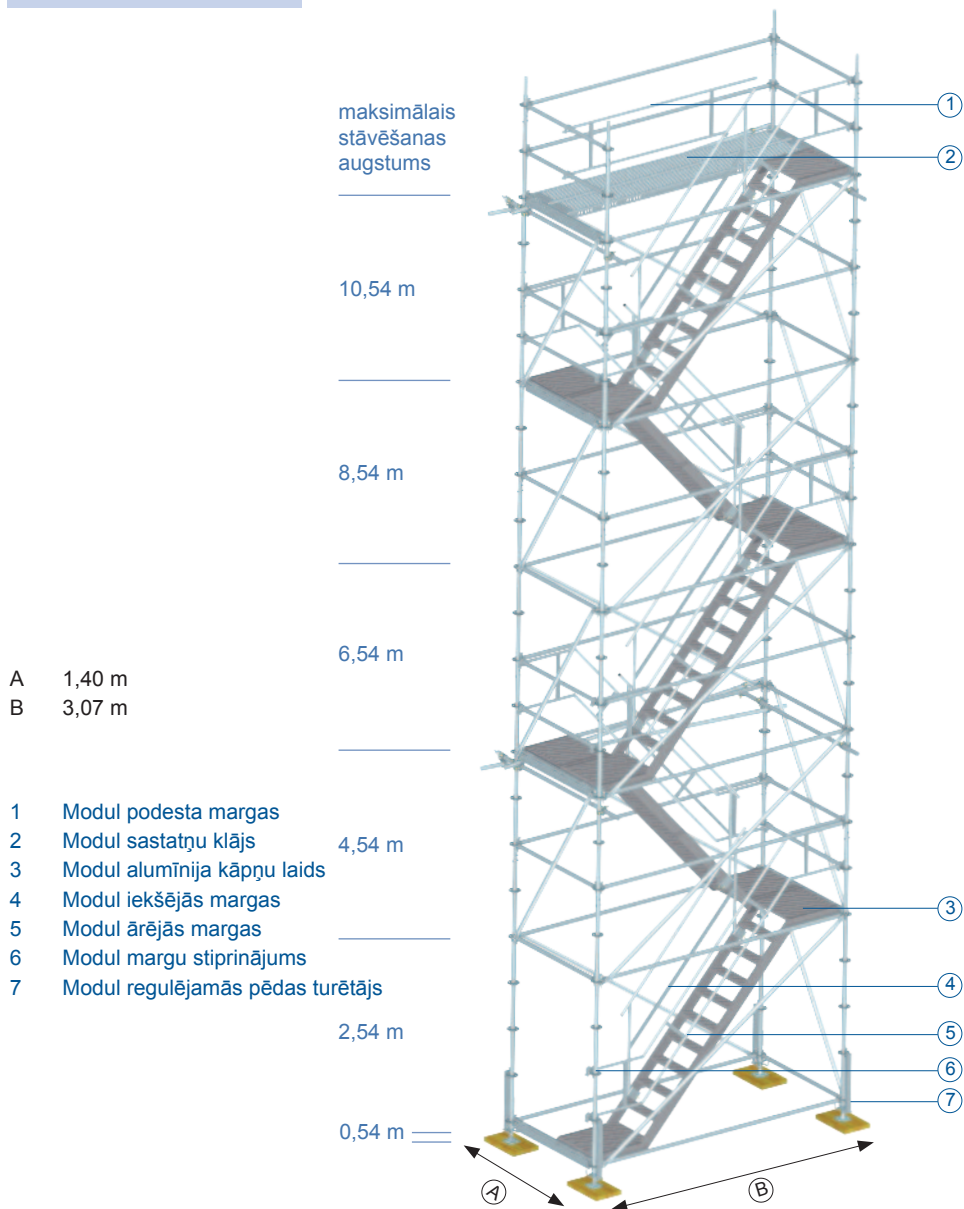 maksimālais
stāvēšanas
augstums
10,54 m
8,54 m
6,54 m
4,54 m
2,54 m
0,54 m
A 1,40 m
B 3,07 m
1 Modul podesta margas
2 Modul sastatņu klājs
3 Modul alumīnija kāpņu laids
4 Modul iekšējās margas
5 Modul ārējās margas
6 Modul margu stiprinājums
7 Modul regulējamās pēdas turētājs
1
2
3
4
5
6
7
A
B